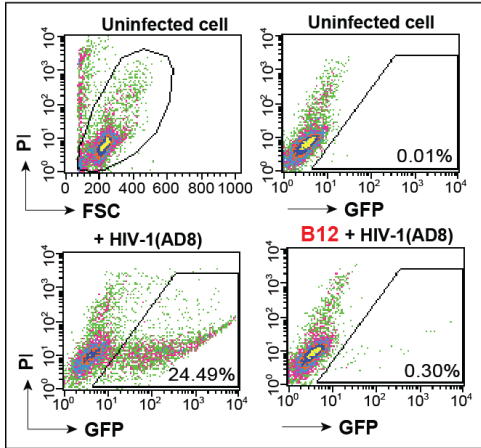 Uninfected cell
Uninfected cell
PI
10⁴
10³
10²
10¹
10⁰
0 200 400 600 800 1000
FSC
10⁴
10³
10²
10¹
10⁰
0.01%
10⁰ 10¹ 10² 10³ 10⁴
GFP
+ HIV-1(AD8)
B12 + HIV-1(AD8)
PI
10⁴
10³
10²
10¹
10⁰
24.49%
10⁰ 10¹ 10² 10³ 10⁴
GFP
10⁴
10³
10²
10¹
10⁰
0.30%
10⁰ 10¹ 10² 10³ 10⁴
GFP